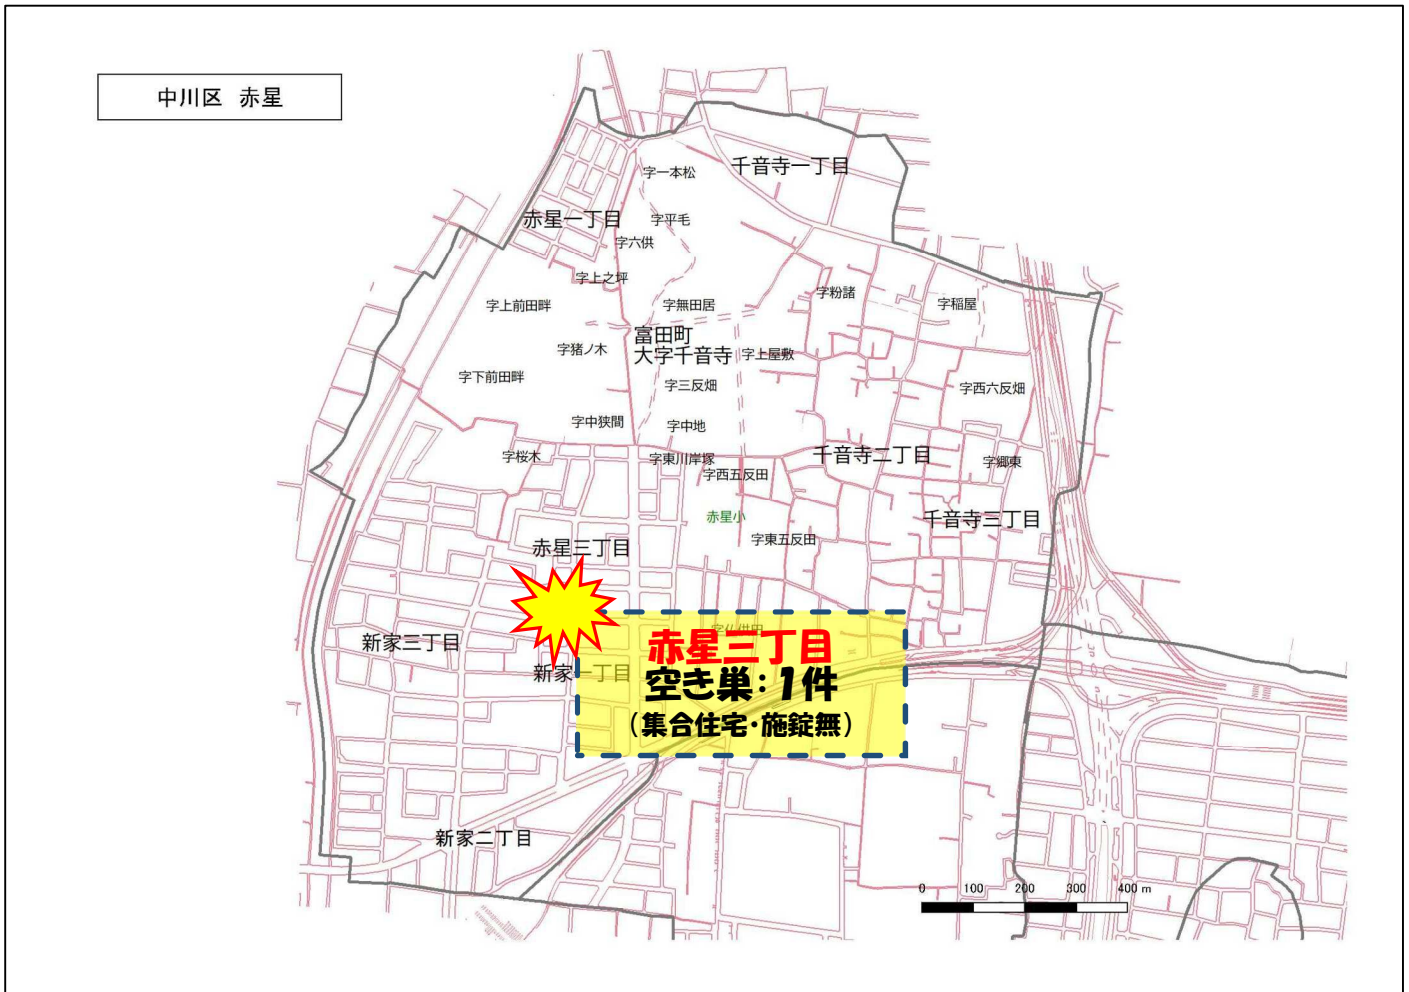 中川区 赤星
千音寺一丁目
字一本松
赤星一丁目
字平毛
字六供
字上之坪
字上前田畔
字無田居
字粉諸
字稲屋
富田町
大字千音寺
字猪ノ木
字上屋敷
字下前田畔
字三反畑
字西六反畑
字中狭間
字中地
字桜木
字東川岸塚
千音寺二丁目
字郷東
字西五反田
赤星小
千音寺三丁目
字東五反田
赤星三丁目
字仏供田
新家三丁目
新家一丁目
赤星三丁目
空き巣:1件
(集合住宅・施錠無)
新家二丁目
0 100 200 300 400 m